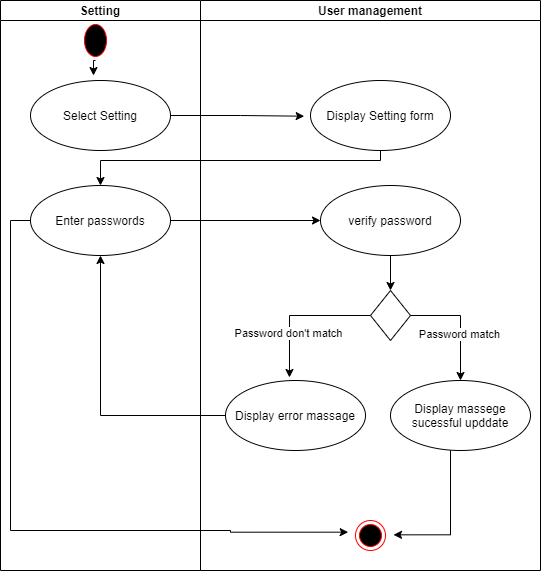 Setting
User management
Select Setting
Display Setting form
Enter passwords
verify password
Password don't match
Password match
Display error massage
Display massege
sucessful upddate